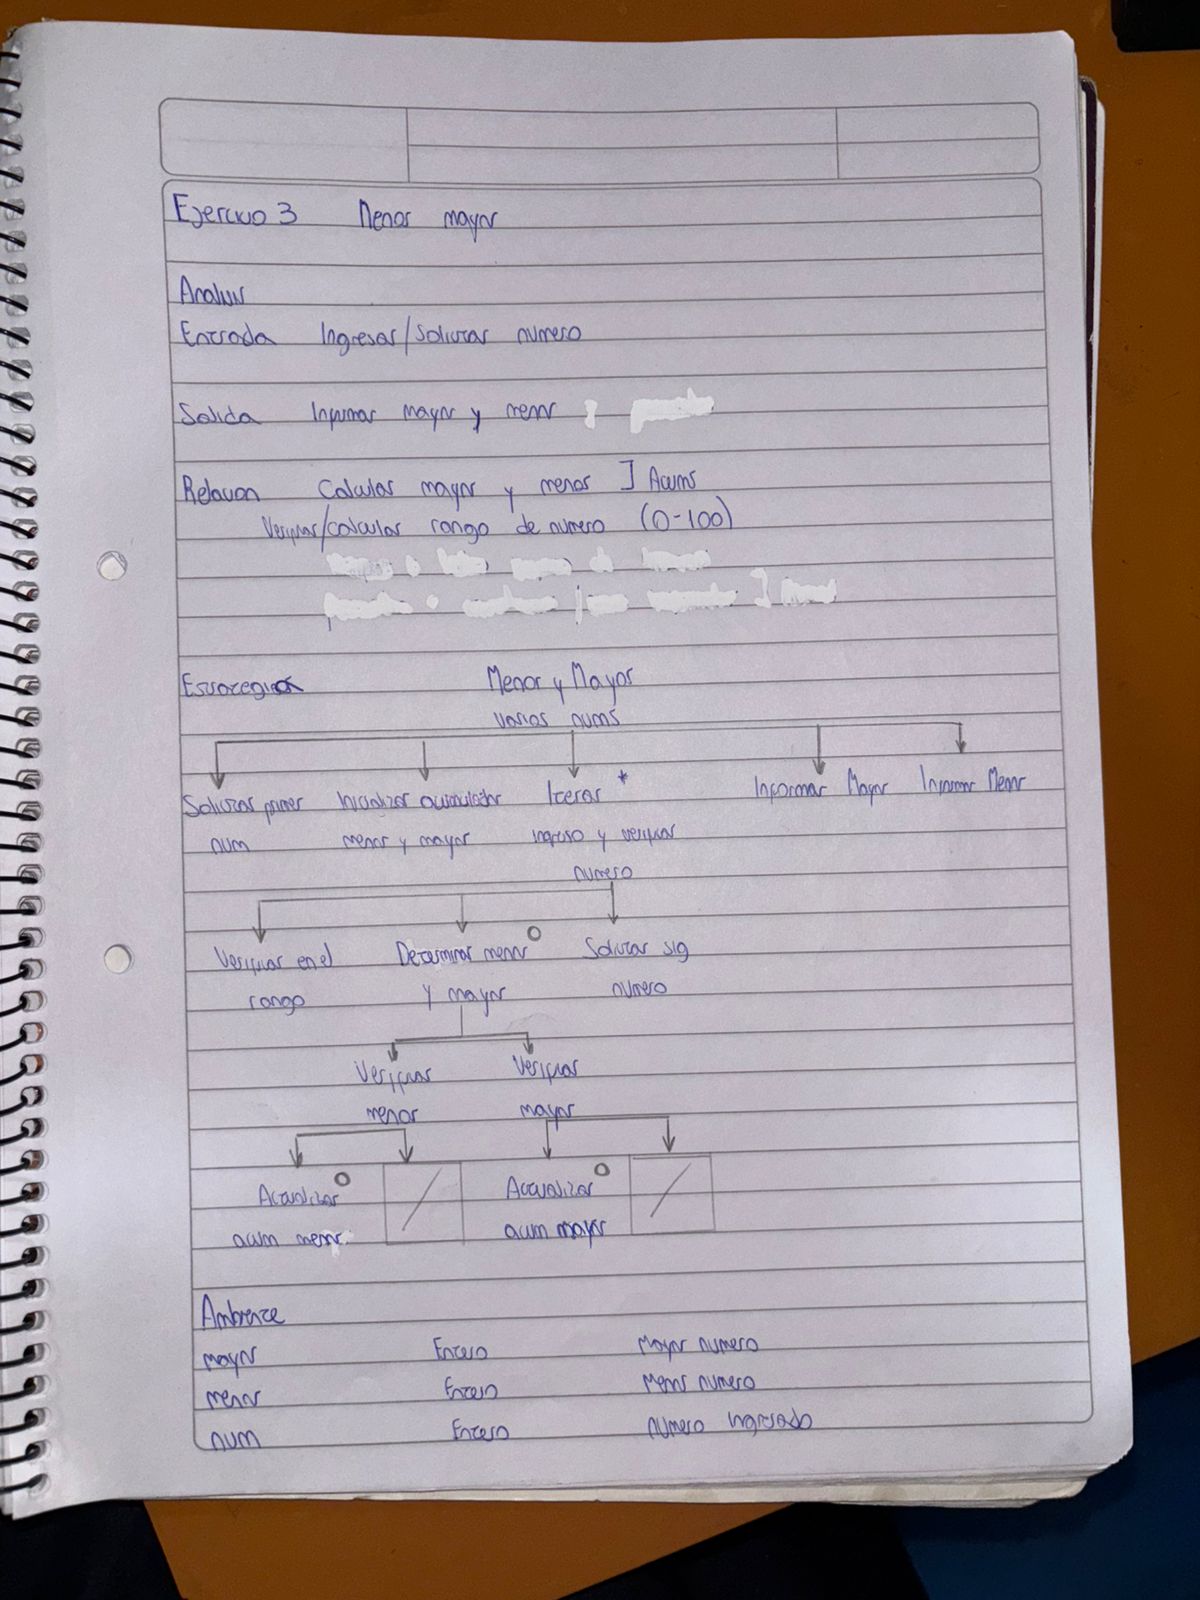 Ejercicio 3 Menor mayor
Analisis
Entrada Ingresar/Solicitar numero
Salida Informar mayor y menor
Relacion Calcular mayor y menor ] Acums
Verificar/calcular rango de numero (0-100)
Estrategia Menor y Mayor
varios nums
Solicitar primer Inicializar acumulador Iterar * Informar Mayor Informar Menor
num menor y mayor ingreso y verificar
numero
Verificar en el Determinar menor o Solicitar sig
rango y mayor numero
Verificar Verificar
menor mayor
Actualizar o / Actualizar o /
acum menor acum mayor
Ambiente
mayor Entero Mayor numero
menor Entero Menor numero
num Entero numero ingresado